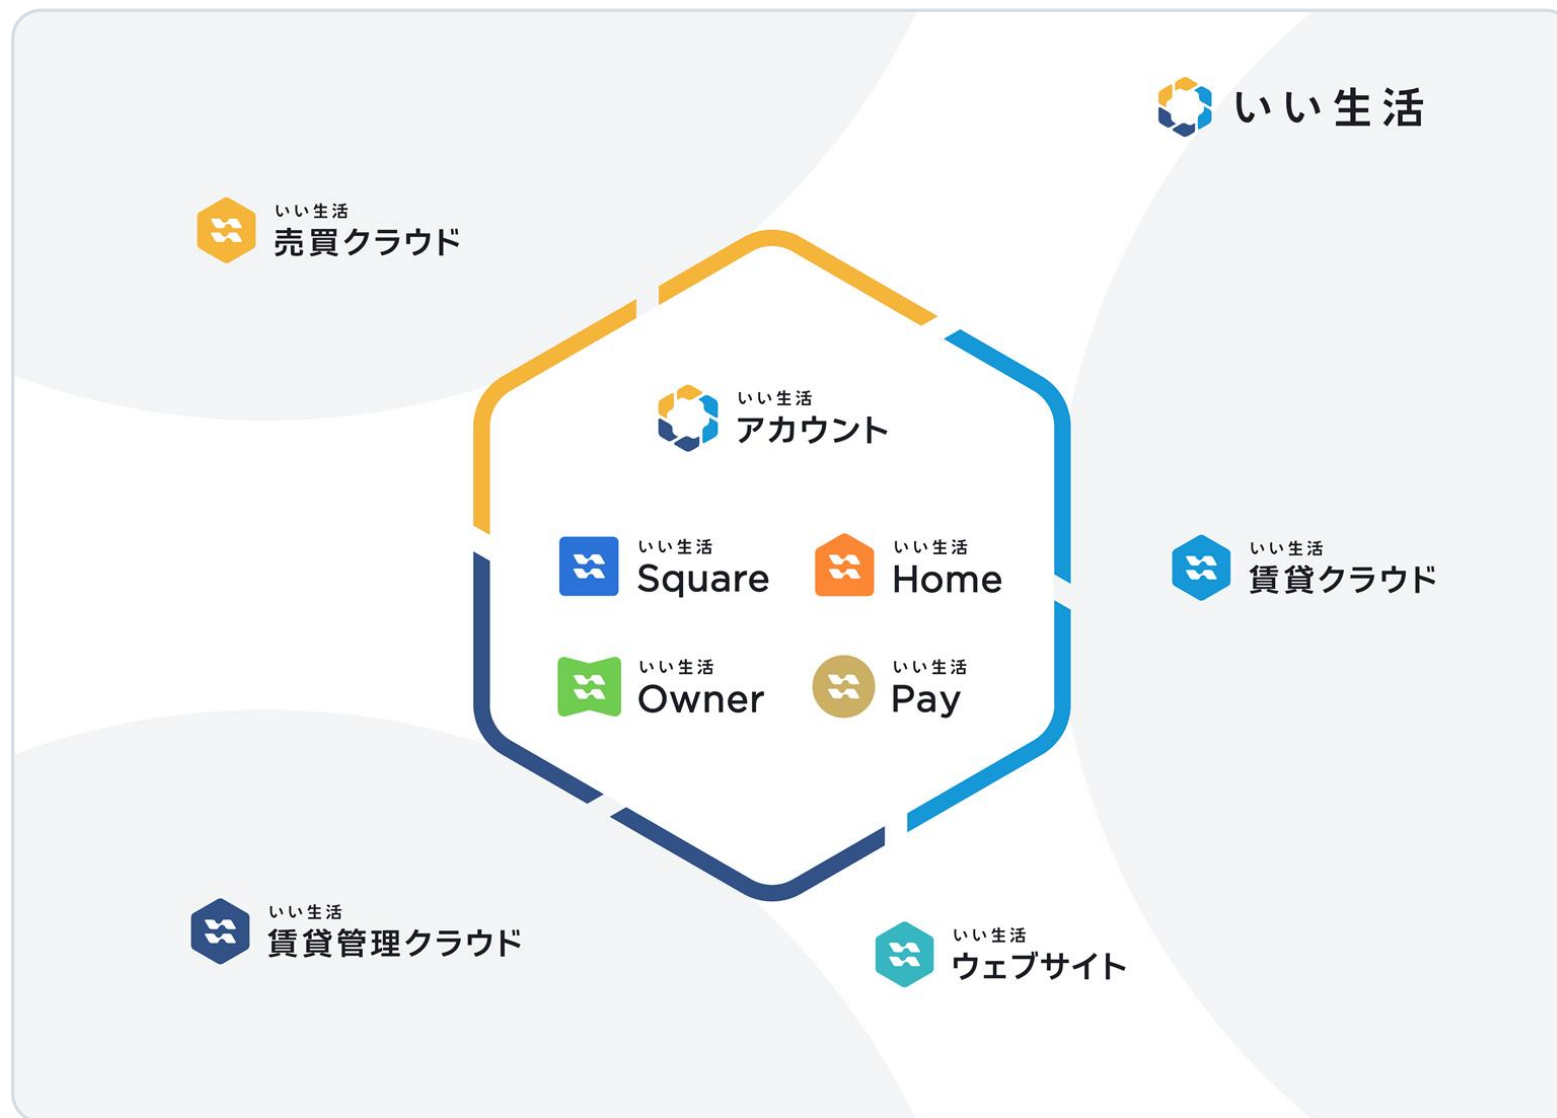 いい生活
いい生活
売買クラウド
いい生活
アカウント
いい生活
Square
いい生活
Home
いい生活
賃貸クラウド
いい生活
Owner
いい生活
Pay
いい生活
賃貸管理クラウド
いい生活
ウェブサイト